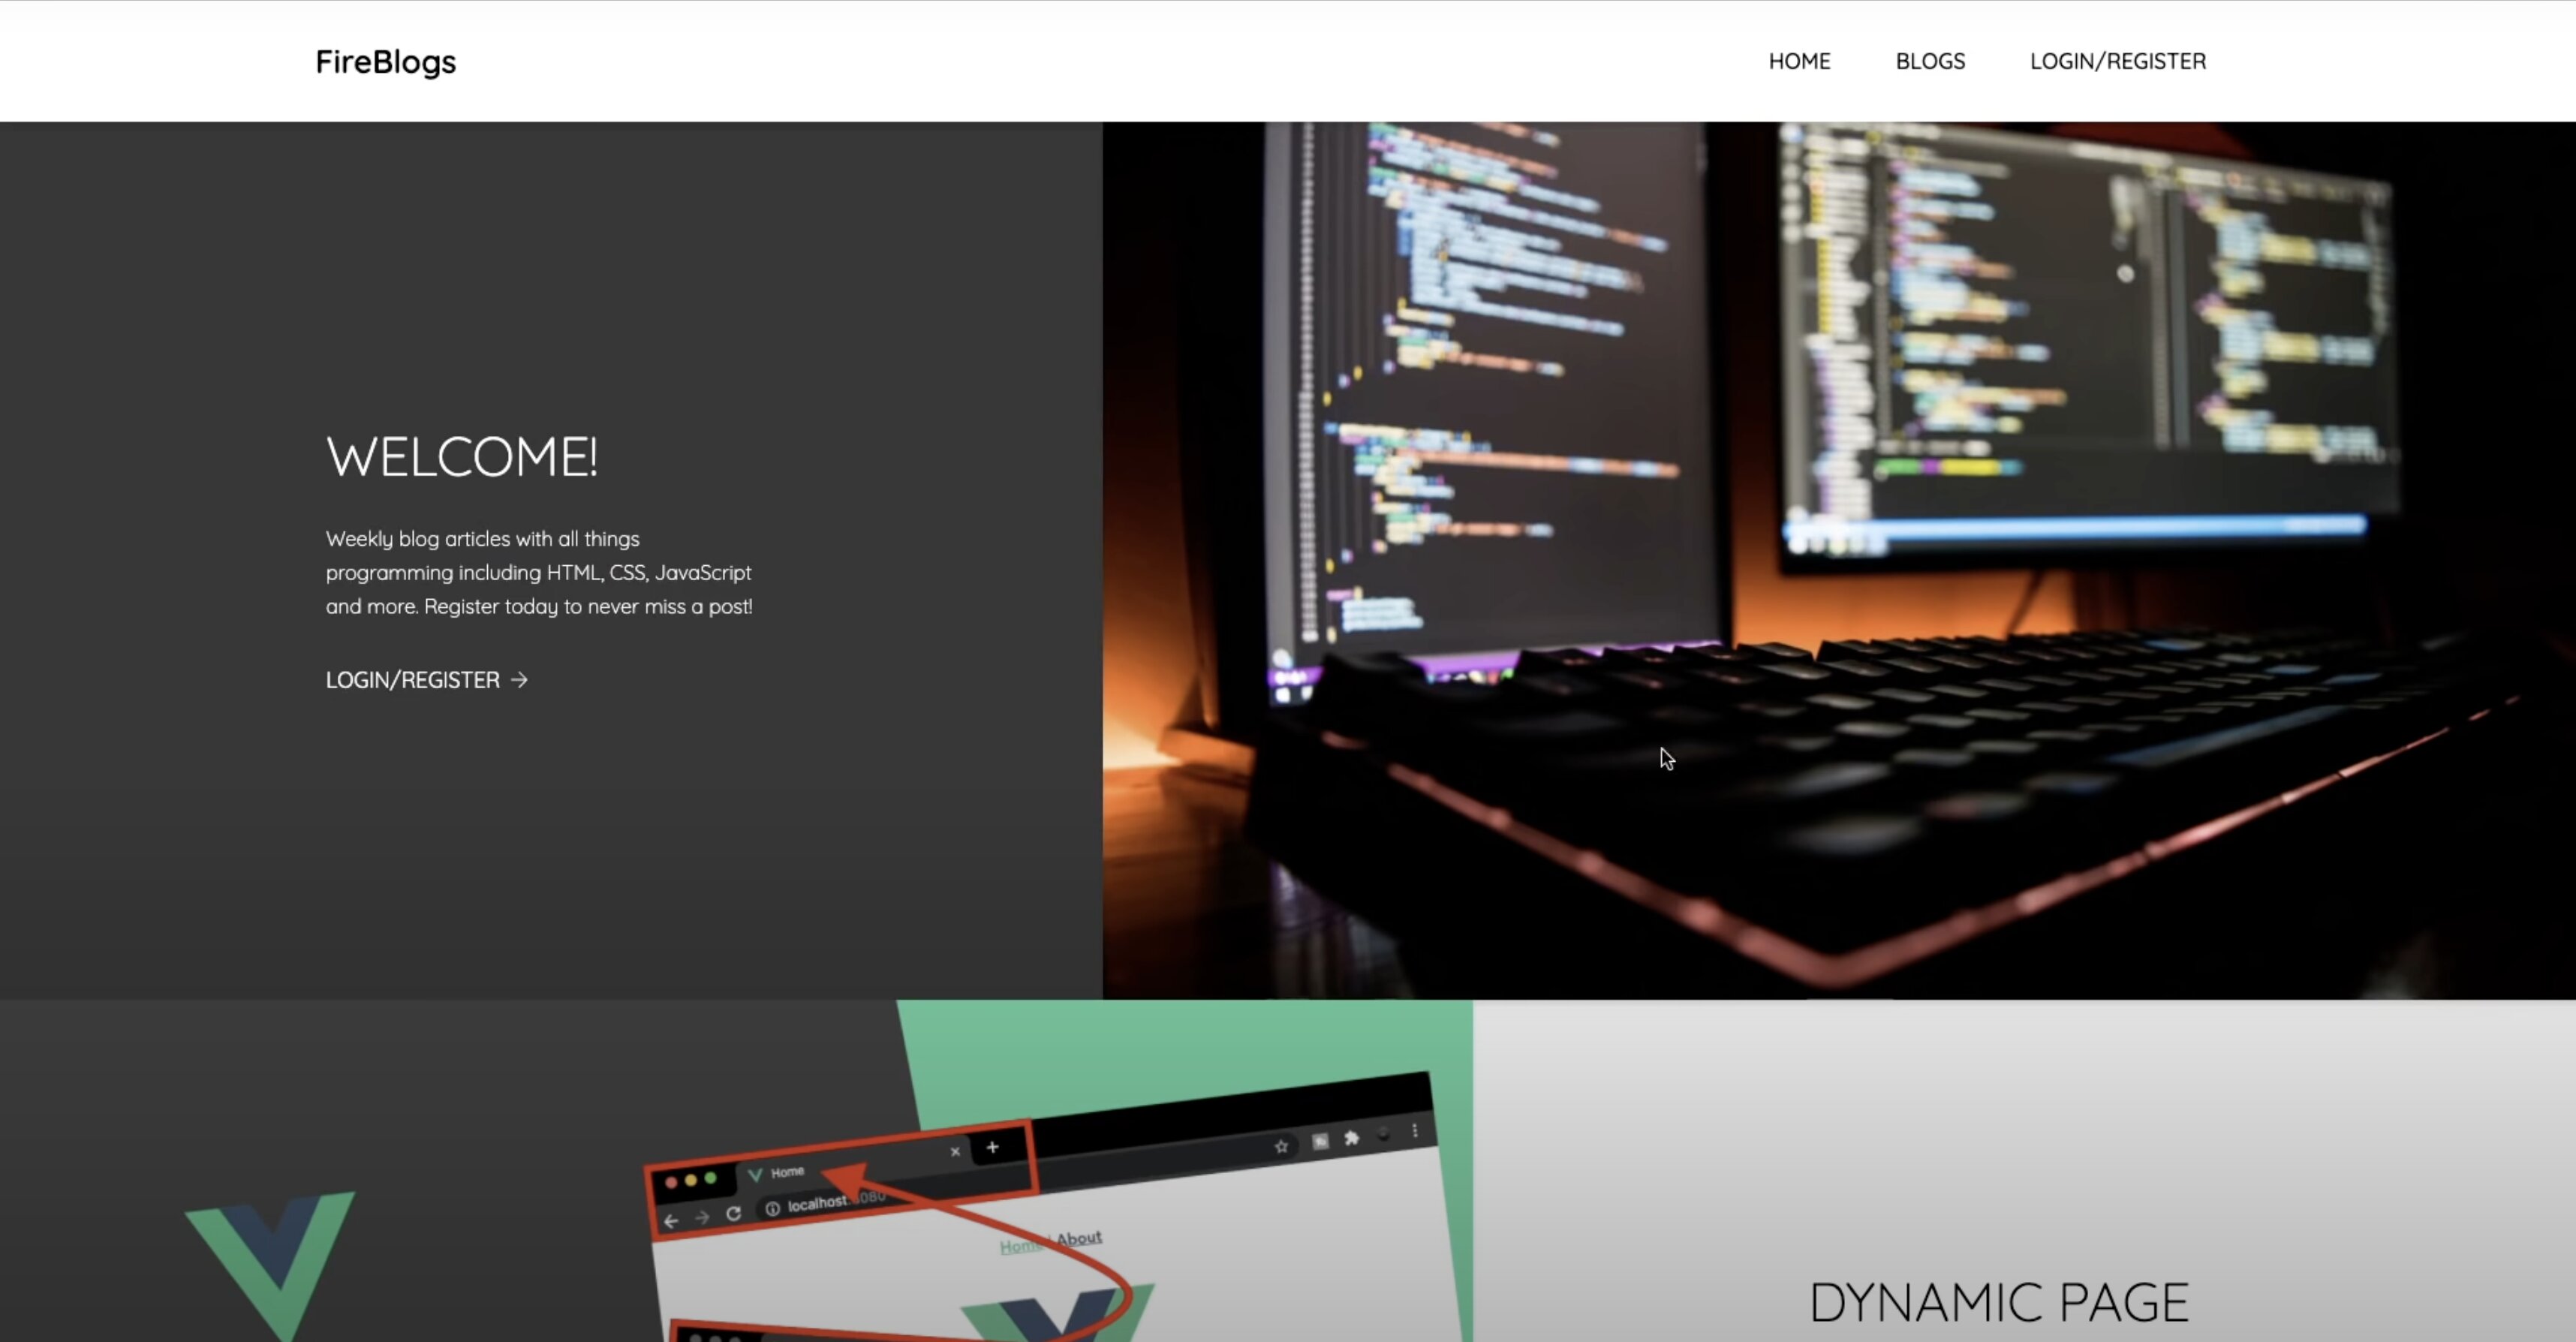 FireBlogs
HOME
BLOGS
LOGIN/REGISTER
WELCOME!
Weekly blog articles with all things
programming including HTML, CSS, JavaScript
and more. Register today to never miss a post!
LOGIN/REGISTER →
Home
localhost:8080
Home
About
DYNAMIC PAGE